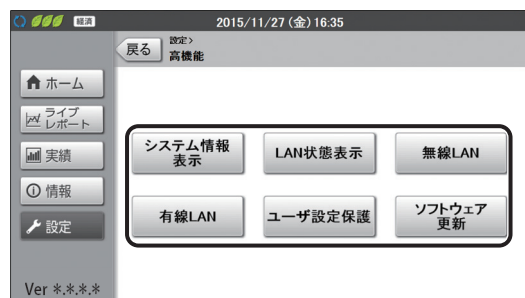 経済
2015/11/27(金)16:35
戻る
設定>
高機能
ホーム
ライブ
レポート
実績
情報
設定
システム情報
表示
LAN状態表示
無線LAN
有線LAN
ユーザ設定保護
ソフトウェア
更新
Ver *.*.*.*